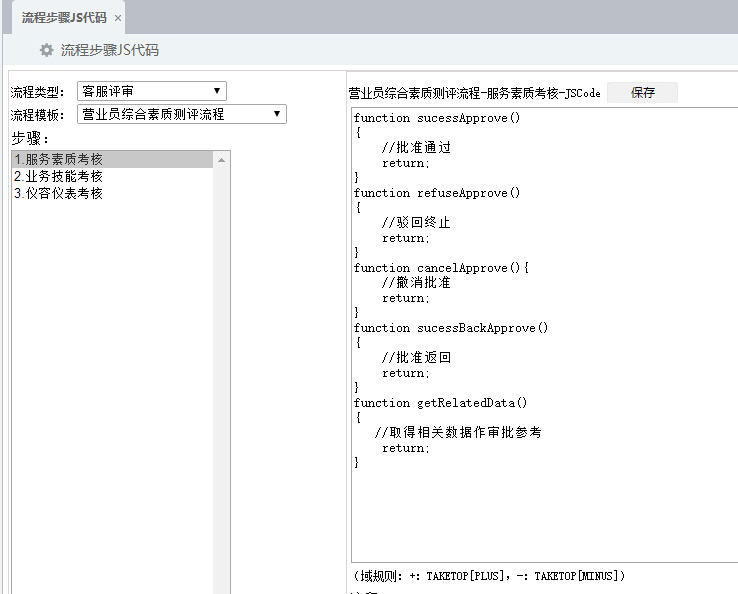 流程步骤JS代码 ×
流程步骤JS代码
流程类型： 客服评审
流程模板： 营业员综合素质测评流程
步骤：
1.服务素质考核
2.业务技能考核
3.仪容仪表考核
营业员综合素质测评流程-服务素质考核-JSCode 保存
function sucessApprove()
{
//批准通过
return;
}
function refuseApprove()
{
//驳回终止
return;
}
function cancelApprove(){
//撤消批准
return;
}
function sucessBackApprove()
{
//批准返回
return;
}
function getRelatedData()
{
//取得相关数据作审批参考
return;
}
（域规则：+：TAKETOP[PLUS]，-：TAKETOP[MINUS]）